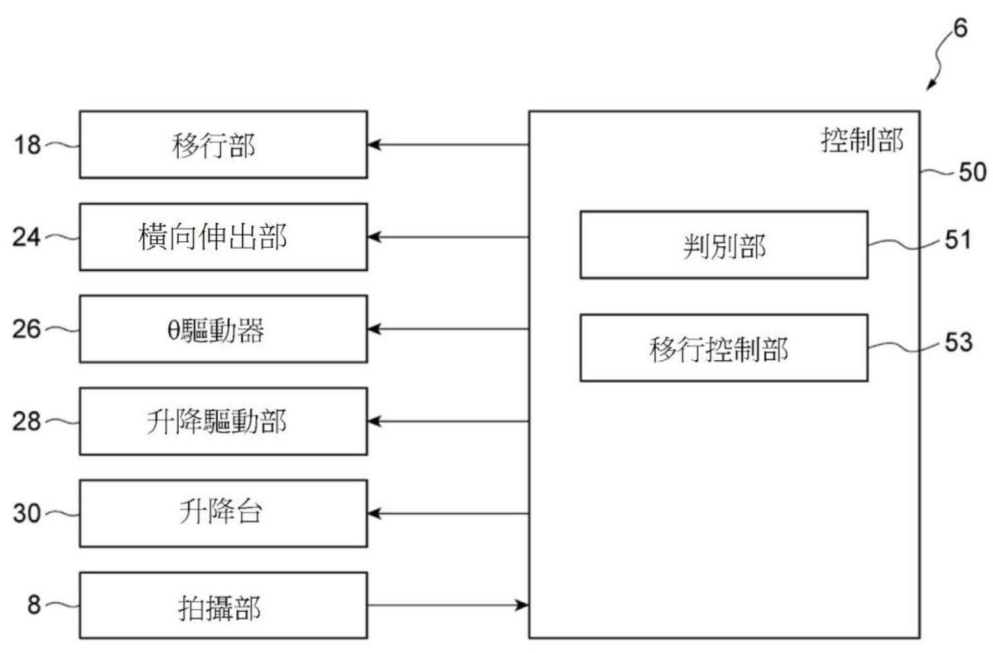 6
18 移行部
控制部
50
24 橫向伸出部
判別部 51
26 θ驅動器
移行控制部 53
28 升降驅動部
30 升降台
8 拍攝部